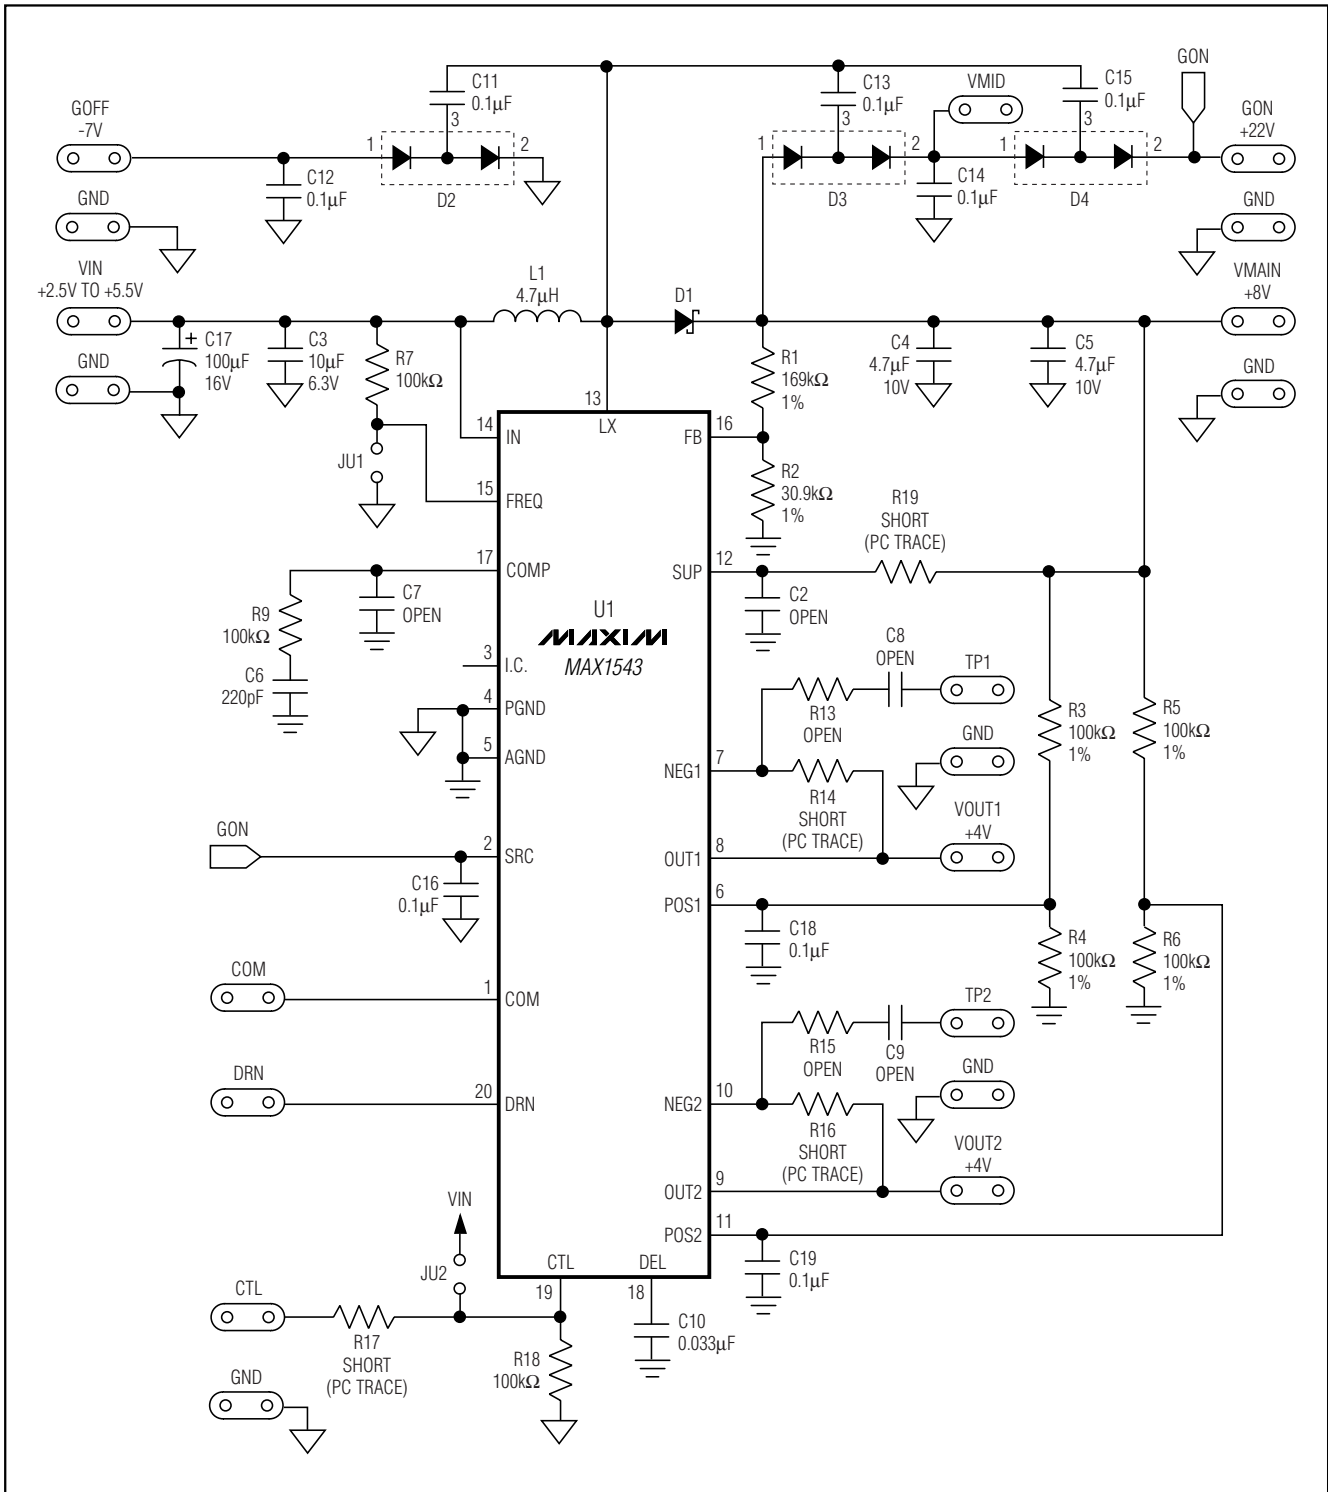 C11
0.1µF
3
C13
0.1µF
3
VMID
C15
0.1µF
3
GON
GOFF
-7V
1
2
D2
C12
0.1µF
1
2
D3
C14
0.1µF
1
2
D4
GON
+22V
GND
GND
VIN
+2.5V TO +5.5V
L1
4.7µH
D1
VMAIN
+8V
GND
+
C17
100µF
16V
C3
10µF
6.3V
R7
100kΩ
R1
169kΩ
1%
C4
4.7µF
10V
C5
4.7µF
10V
GND
13
LX
14
IN
16
FB
JU1
15
FREQ
R2
30.9kΩ
1%
R19
SHORT
(PC TRACE)
17
COMP
12
SUP
C7
OPEN
C2
OPEN
R9
100kΩ
U1
MAXIM
MAX1543
C6
220pF
3
I.C.
4
PGND
5
AGND
C8
OPEN
TP1
R13
OPEN
GND
R3
100kΩ
1%
R5
100kΩ
1%
7
NEG1
R14
SHORT
(PC TRACE)
VOUT1
+4V
GON
2
SRC
8
OUT1
C16
0.1µF
6
POS1
C18
0.1µF
R4
100kΩ
1%
R6
100kΩ
1%
COM
1
COM
TP2
R15
OPEN
C9
OPEN
GND
DRN
20
DRN
10
NEG2
R16
SHORT
(PC TRACE)
VOUT2
+4V
9
OUT2
VIN
11
POS2
JU2
CTL
19
DEL
18
C19
0.1µF
CTL
R17
SHORT
(PC TRACE)
C10
0.033µF
R18
100kΩ
GND